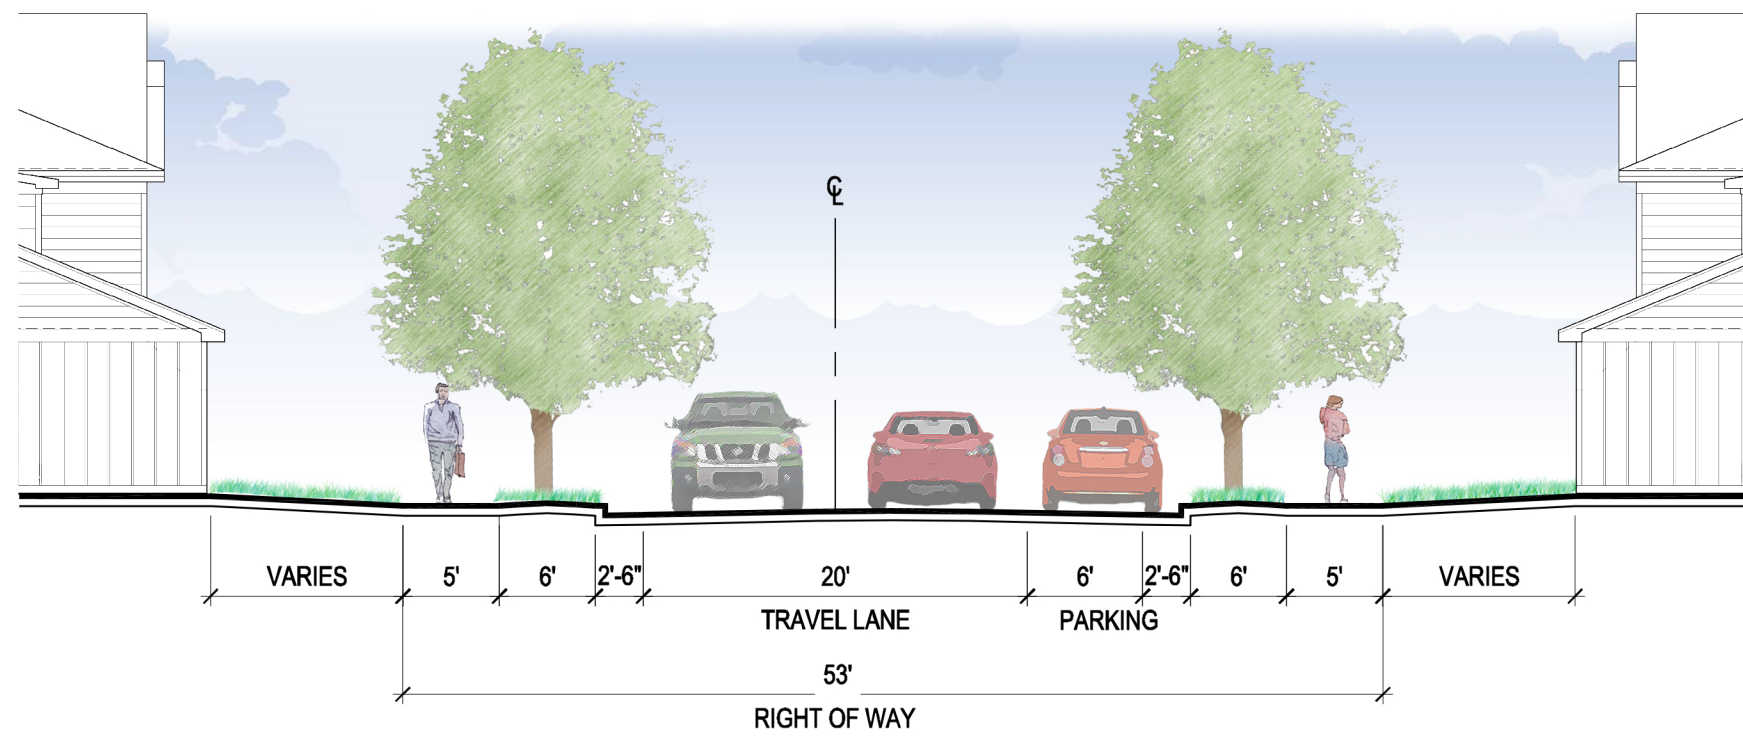 ℄
VARIES 5' 6' 2'-6" 20' 6' 2'-6" 6' 5' VARIES
TRAVEL LANE PARKING
53'
RIGHT OF WAY